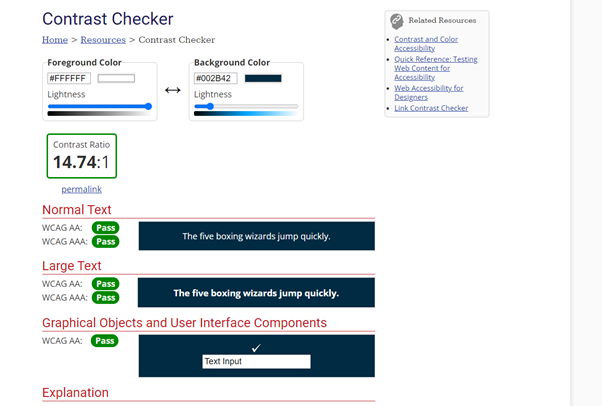 Contrast Checker
Home > Resources > Contrast Checker
Foreground Color
#FFFFFF
Lightness
Background Color
#002B42
Lightness
Contrast Ratio
14.74:1
permalink
Normal Text
WCAG AA: Pass
WCAG AAA: Pass
The five boxing wizards jump quickly.
Large Text
WCAG AA: Pass
WCAG AAA: Pass
The five boxing wizards jump quickly.
Graphical Objects and User Interface Components
WCAG AA: Pass
✓
Text Input
Explanation
Related Resources
Contrast and Color
Accessibility
Quick Reference: Testing
Web Content for
Accessibility
Web Accessibility for
Designers
Link Contrast Checker